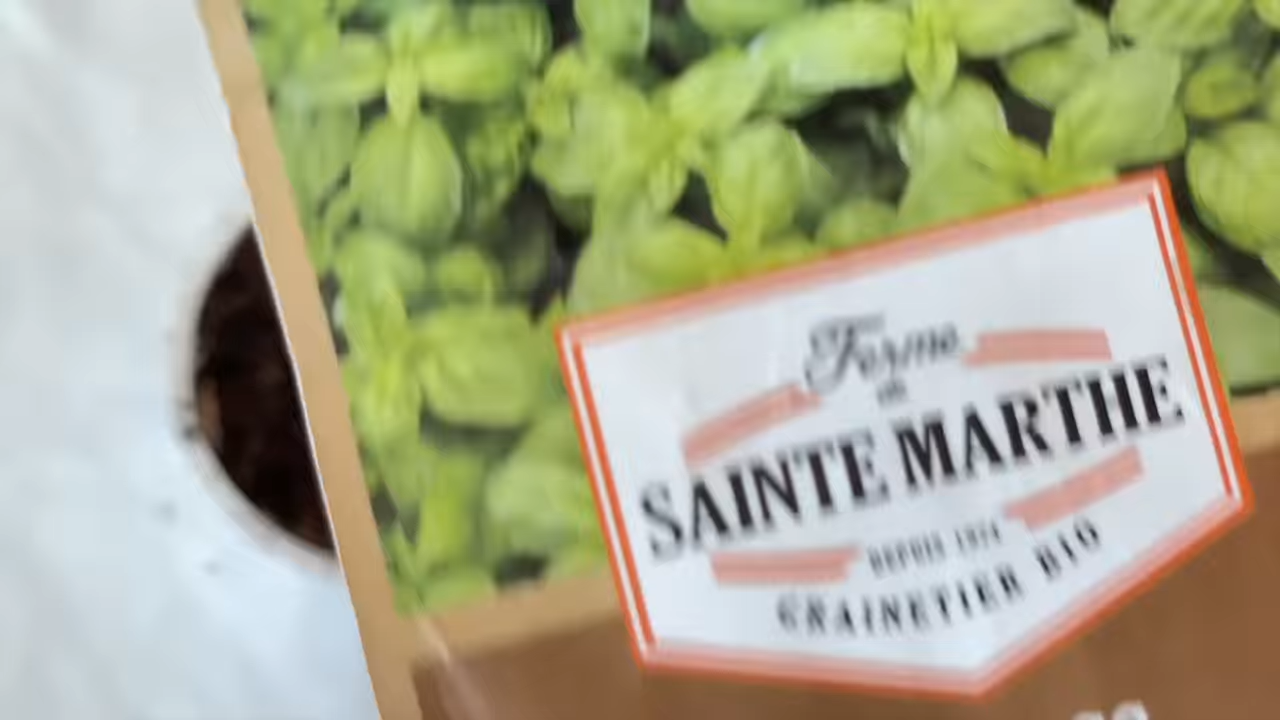 Ferme
de
SAINTE MARTHE
DEPUIS 1974
GRAINETIER BIO